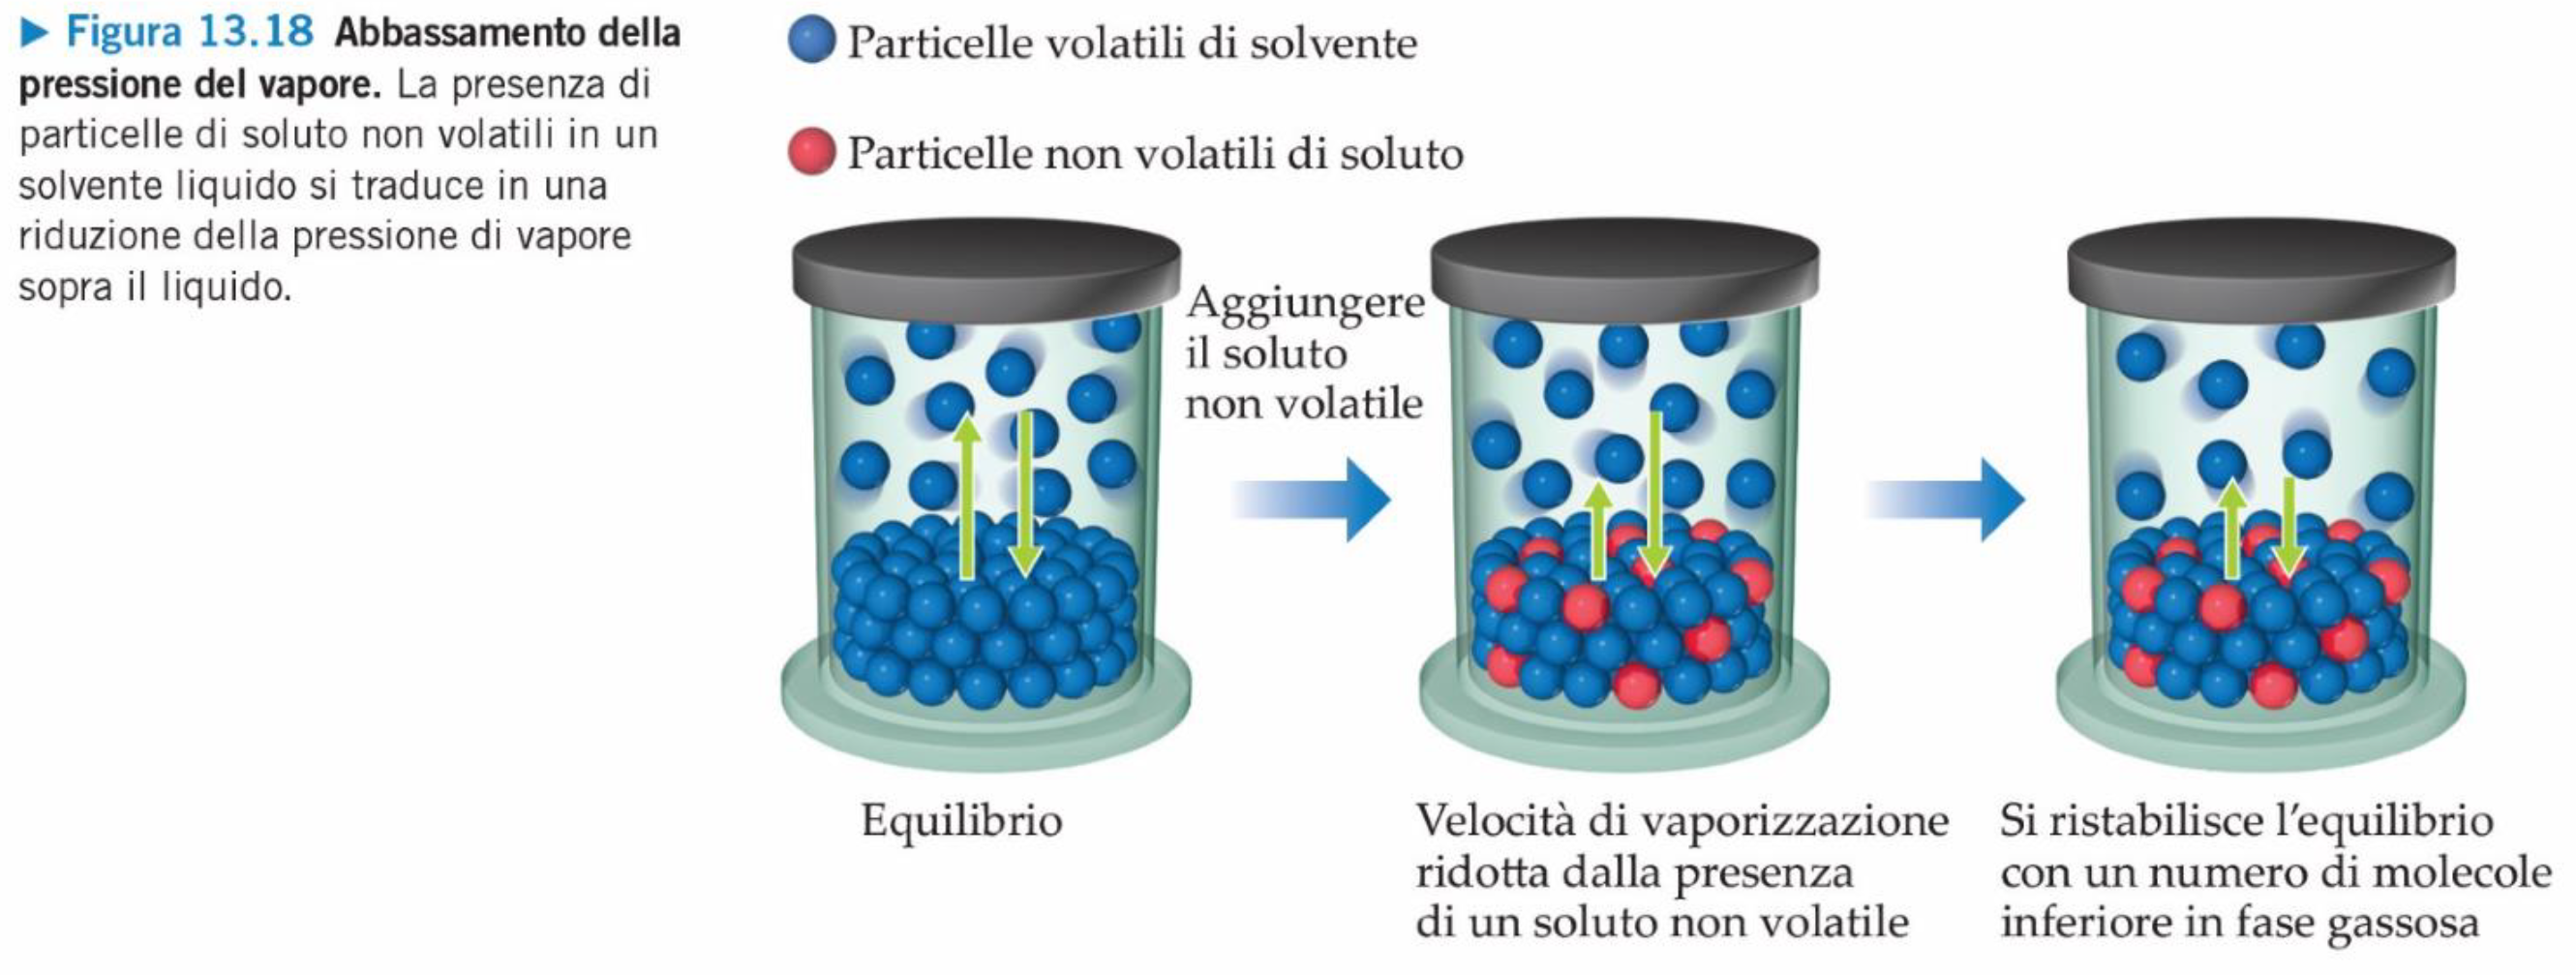 ▶ Figura 13.18 Abbassamento della
pressione del vapore. La presenza di
particelle di soluto non volatili in un
solvente liquido si traduce in una
riduzione della pressione di vapore
sopra il liquido.
Particelle volatili di solvente
Particelle non volatili di soluto
Aggiungere
il soluto
non volatile
Equilibrio
Velocità di vaporizzazione
ridotta dalla presenza
di un soluto non volatile
Si ristabilisce l'equilibrio
con un numero di molecole
inferiore in fase gassosa